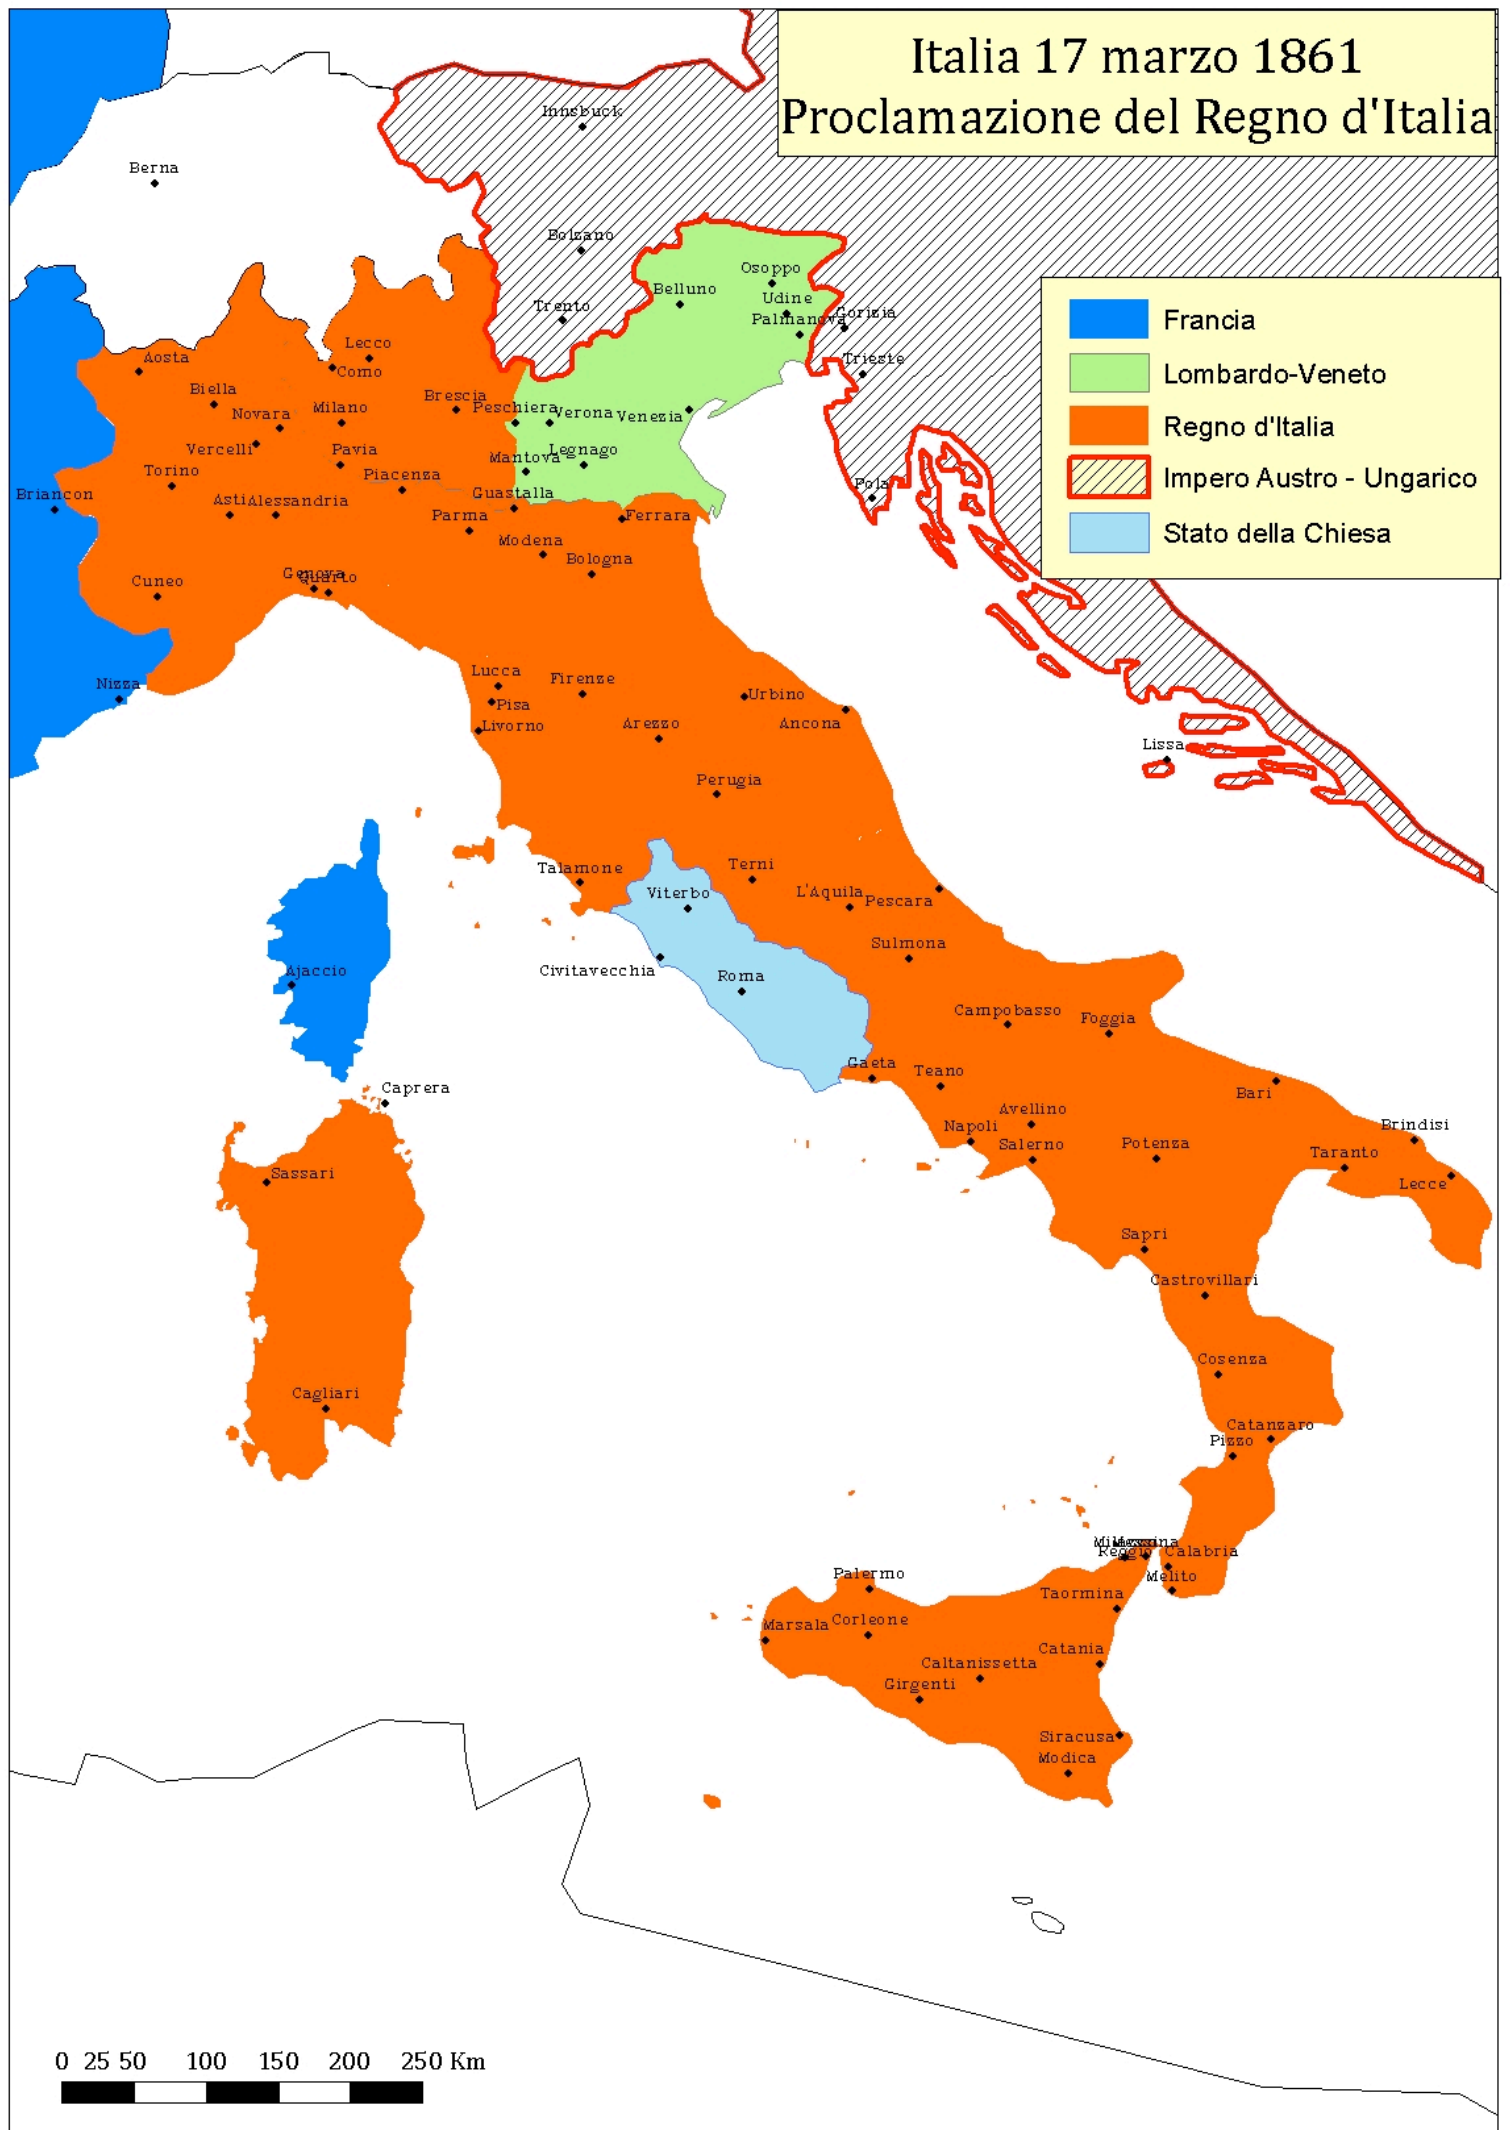 Italia 17 marzo 1861
Proclamazione del Regno d'Italia
Innsbuck
Berna
Bolzano
Osoppo
Belluno
Udine
Trento
Palmanova
Gorizia
Francia
Lecco
Aosta
Trieste
Como
Lombardo-Veneto
Biella
Brescia
Novara
Milano
Peschiera
Verona
Venezia
Regno d'Italia
Vercelli
Pavia
Legnago
Mantova
Torino
Piacenza
Impero Austro - Ungarico
Pola
Briancon
Asti
Alessandria
Guastalla
Parma
Ferrara
Stato della Chiesa
Modena
Bologna
Genova
Quarto
Cuneo
Lucca
Firenze
Nizza
Urbino
Pisa
Livorno
Arezzo
Ancona
Lissa
Perugia
Talamone
Terni
Viterbo
L'Aquila
Pescara
Sulmona
Ajaccio
Civitavecchia
Roma
Campobasso
Foggia
Gaeta
Teano
Caprera
Bari
Avellino
Napoli
Brindisi
Salerno
Potenza
Taranto
Sassari
Lecce
Sapri
Castrovillari
Cosenza
Cagliari
Catanzaro
Pizzo
Messina
Reggio
Calabria
Palermo
Melito
Taormina
Marsala
Corleone
Catania
Caltanissetta
Girgenti
Siracusa
Modica
0 25 50 100 150 200 250 Km